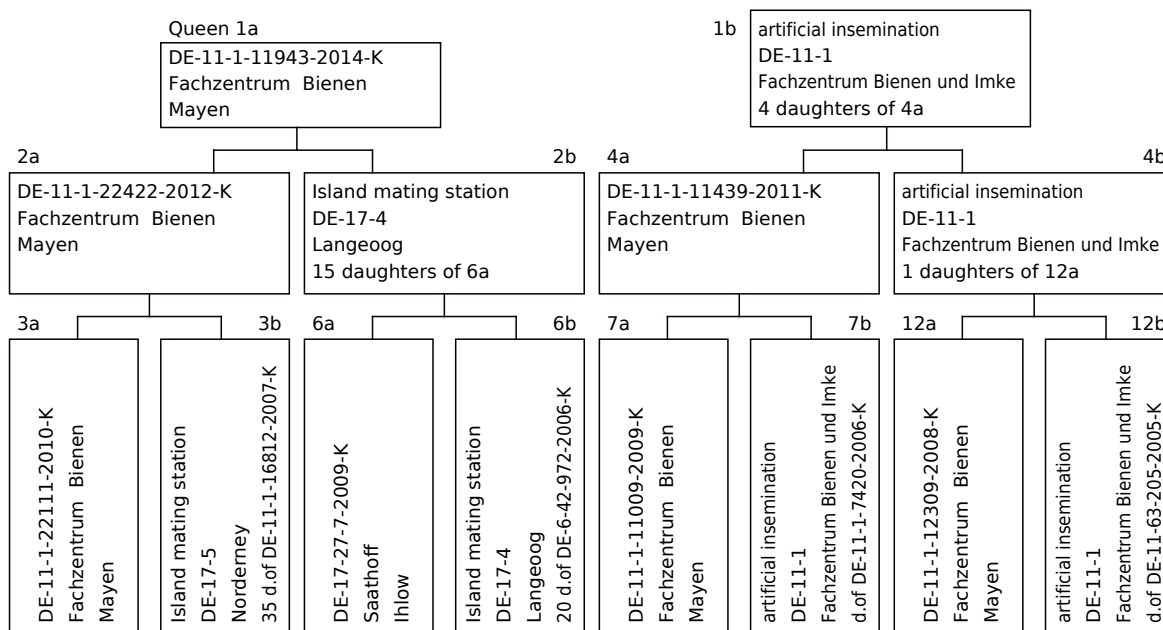 Queen 1a
DE-11-1-11943-2014-K
Fachzentrum Bienen
Mayen
1b
artificial insemination
DE-11-1
Fachzentrum Bienen und Imke
4 daughters of 4a
2a
DE-11-1-22422-2012-K
Fachzentrum Bienen
Mayen
2b
Island mating station
DE-17-4
Langeoog
15 daughters of 6a
4a
DE-11-1-11439-2011-K
Fachzentrum Bienen
Mayen
4b
artificial insemination
DE-11-1
Fachzentrum Bienen und Imke
1 daughters of 12a
3a
DE-11-1-22111-2010-K
Fachzentrum Bienen
Mayen
3b
Island mating station
DE-17-5
Norderney
35 d.of DE-11-1-16812-2007-K
6a
DE-17-27-7-2009-K
Saathoff
Ihlow
6b
Island mating station
DE-17-4
Langeoog
20 d.of DE-6-42-972-2006-K
7a
DE-11-1-11009-2009-K
Fachzentrum Bienen
Mayen
7b
artificial insemination
DE-11-1
Fachzentrum Bienen und Imke
d.of DE-11-1-7420-2006-K
12a
DE-11-1-12309-2008-K
Fachzentrum Bienen
Mayen
12b
artificial insemination
DE-11-1
Fachzentrum Bienen und Imke
d.of DE-11-63-205-2005-K